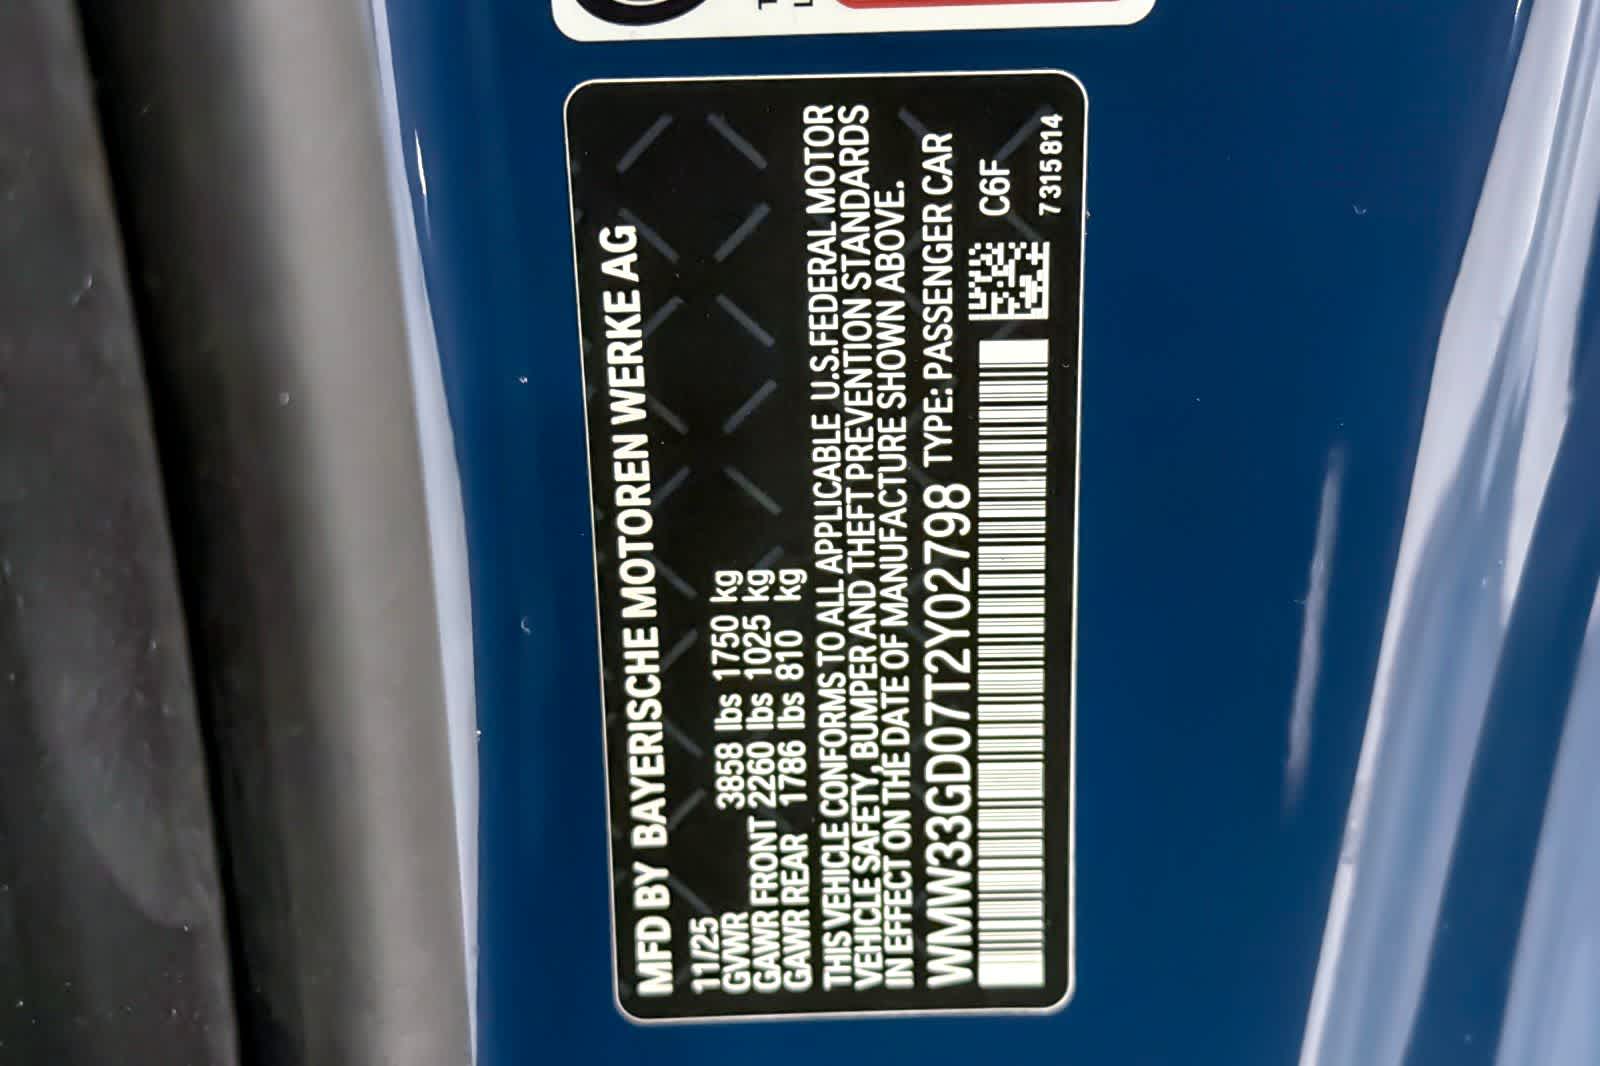 MFD BY BAYERISCHE MOTOREN WERKE AG
11/25
GVWR 3858 lbs 1750 kg
GAWR FRONT 2260 lbs 1025 kg
GAWR REAR 1786 lbs 810 kg
THIS VEHICLE CONFORMS TO ALL APPLICABLE U.S.FEDERAL MOTOR
VEHICLE SAFETY, BUMPER AND THEFT PREVENTION STANDARDS
IN EFFECT ON THE DATE OF MANUFACTURE SHOWN ABOVE.
WMW33GD07T2Y02798 TYPE: PASSENGER CAR
C6F
7315814